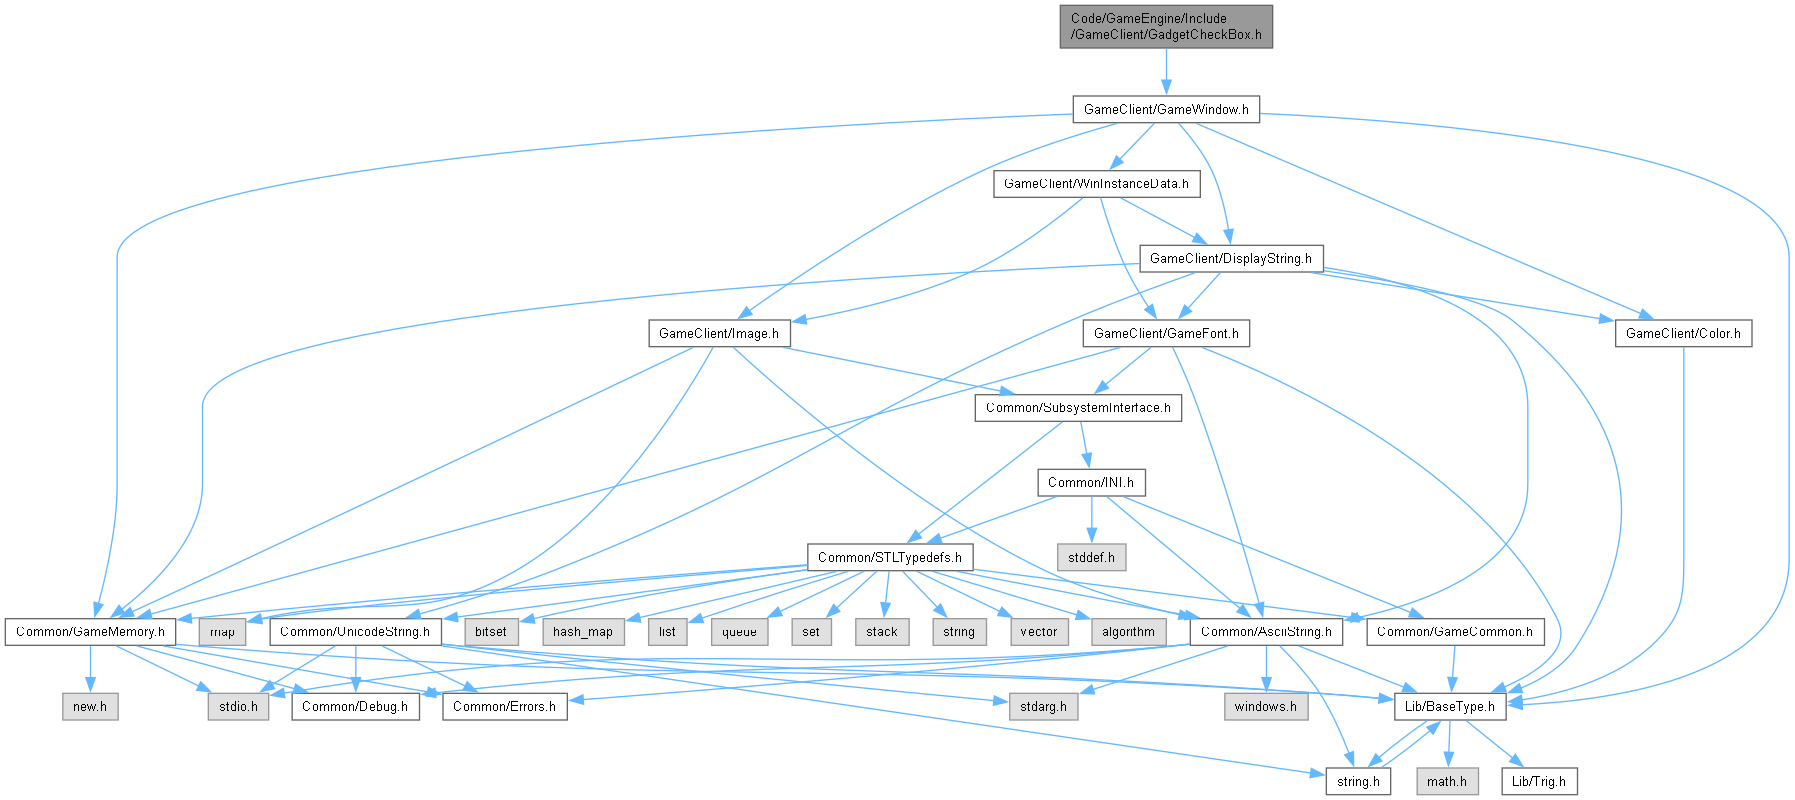 Code/GameEngine/Include
/GameClient/GadgetCheckBox.h
GameClient/GameWindow.h
GameClient/WinInstanceData.h
GameClient/DisplayString.h
GameClient/Image.h
GameClient/GameFont.h
GameClient/Color.h
Common/SubsystemInterface.h
Common/INI.h
Common/STLTypedefs.h
stddef.h
Common/GameMemory.h
map
Common/UnicodeString.h
bitset
hash_map
list
queue
set
stack
string
vector
algorithm
Common/AsciiString.h
Common/GameCommon.h
new.h
stdio.h
Common/Debug.h
Common/Errors.h
stdarg.h
windows.h
Lib/BaseType.h
string.h
math.h
Lib/Trig.h